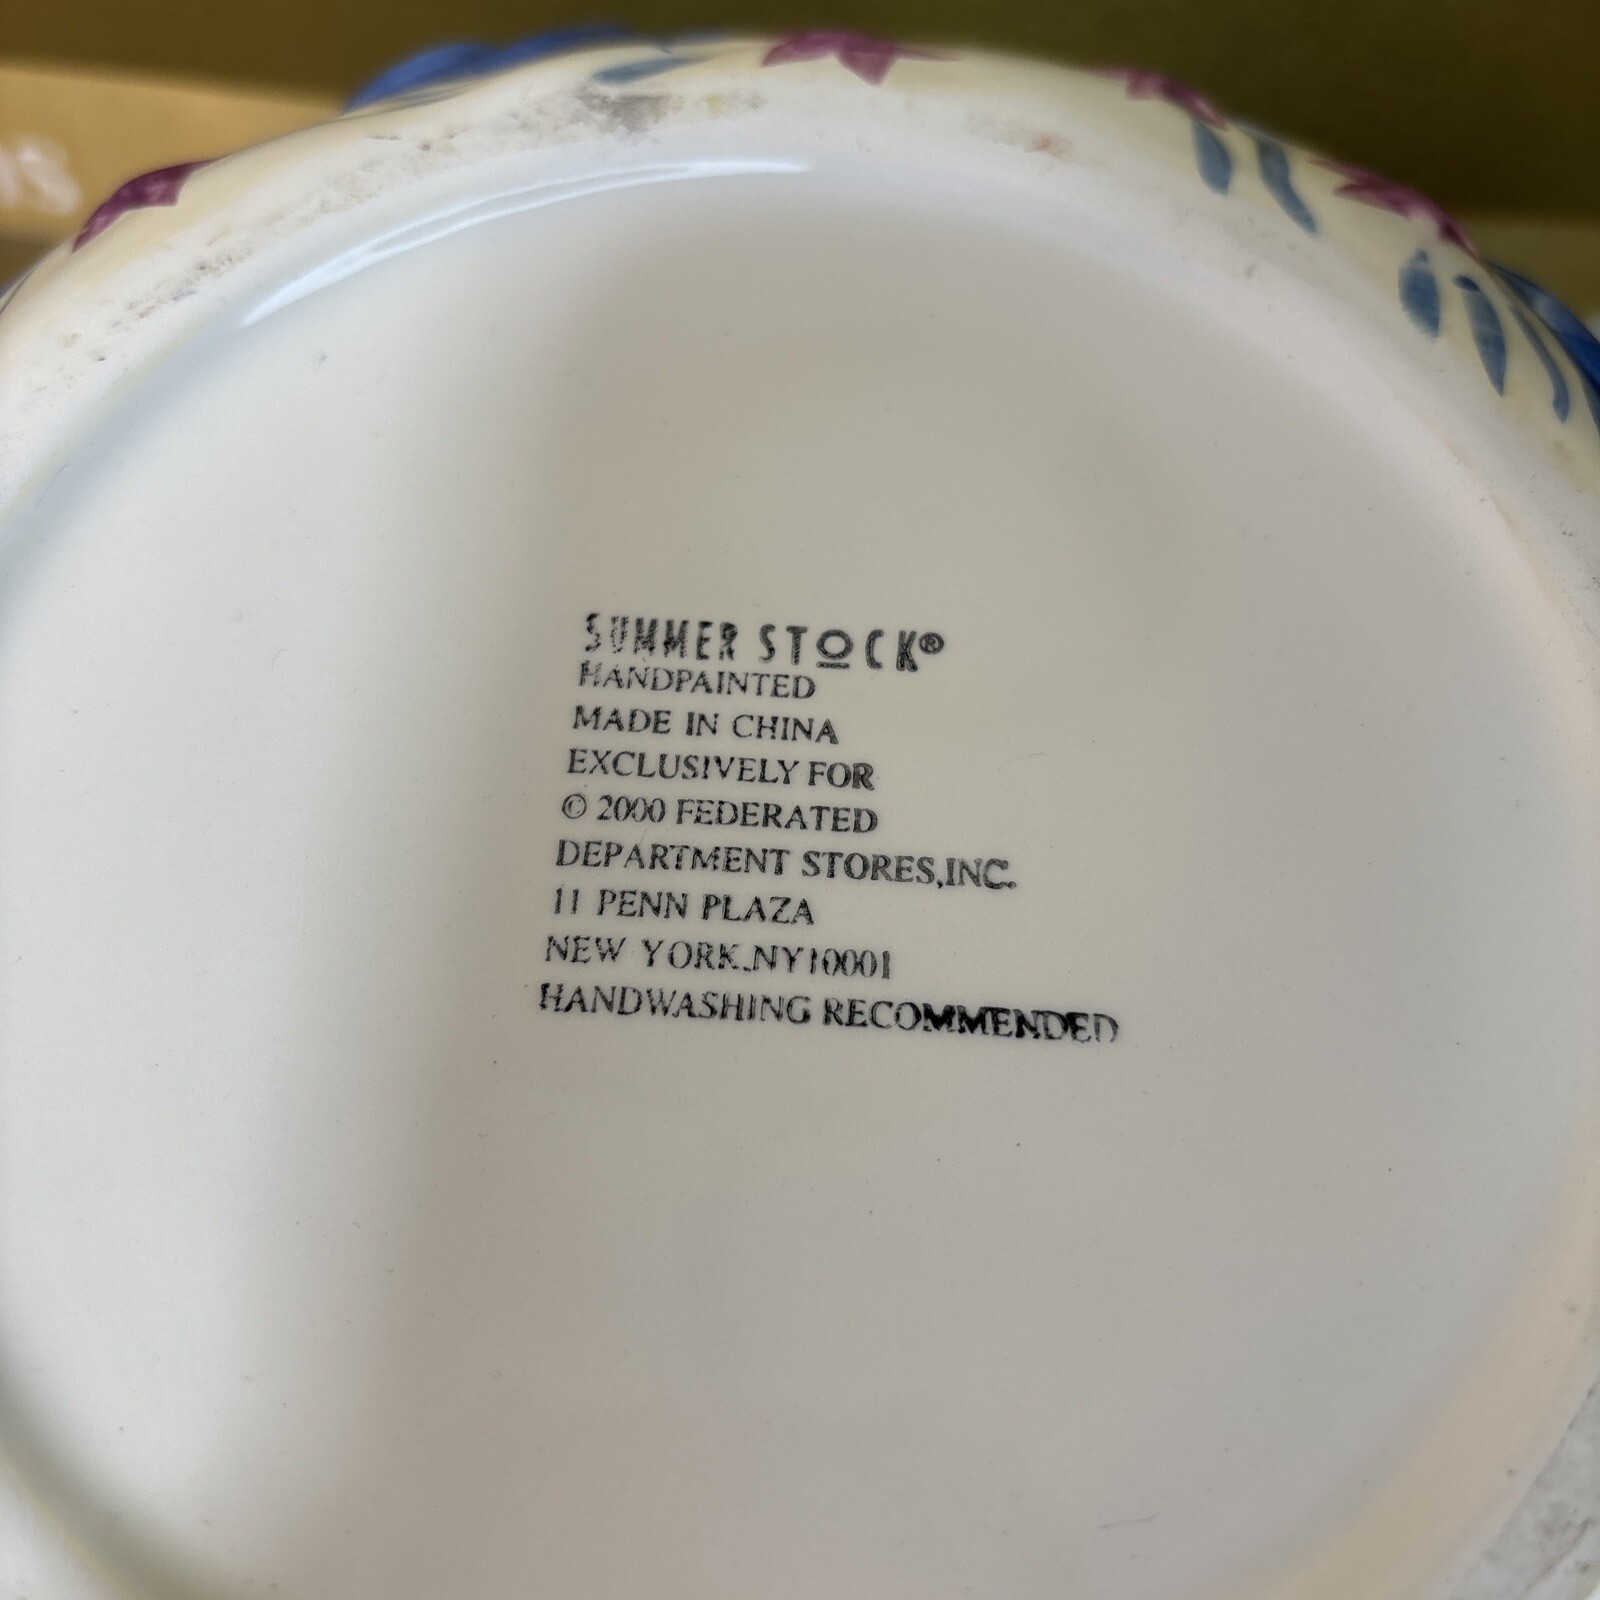 SUMMER STOCK®
HANDPAINTED
MADE IN CHINA
EXCLUSIVELY FOR
© 2000 FEDERATED
DEPARTMENT STORES,INC.
11 PENN PLAZA
NEW YORK.,NY10001
HANDWASHING RECOMMENDED